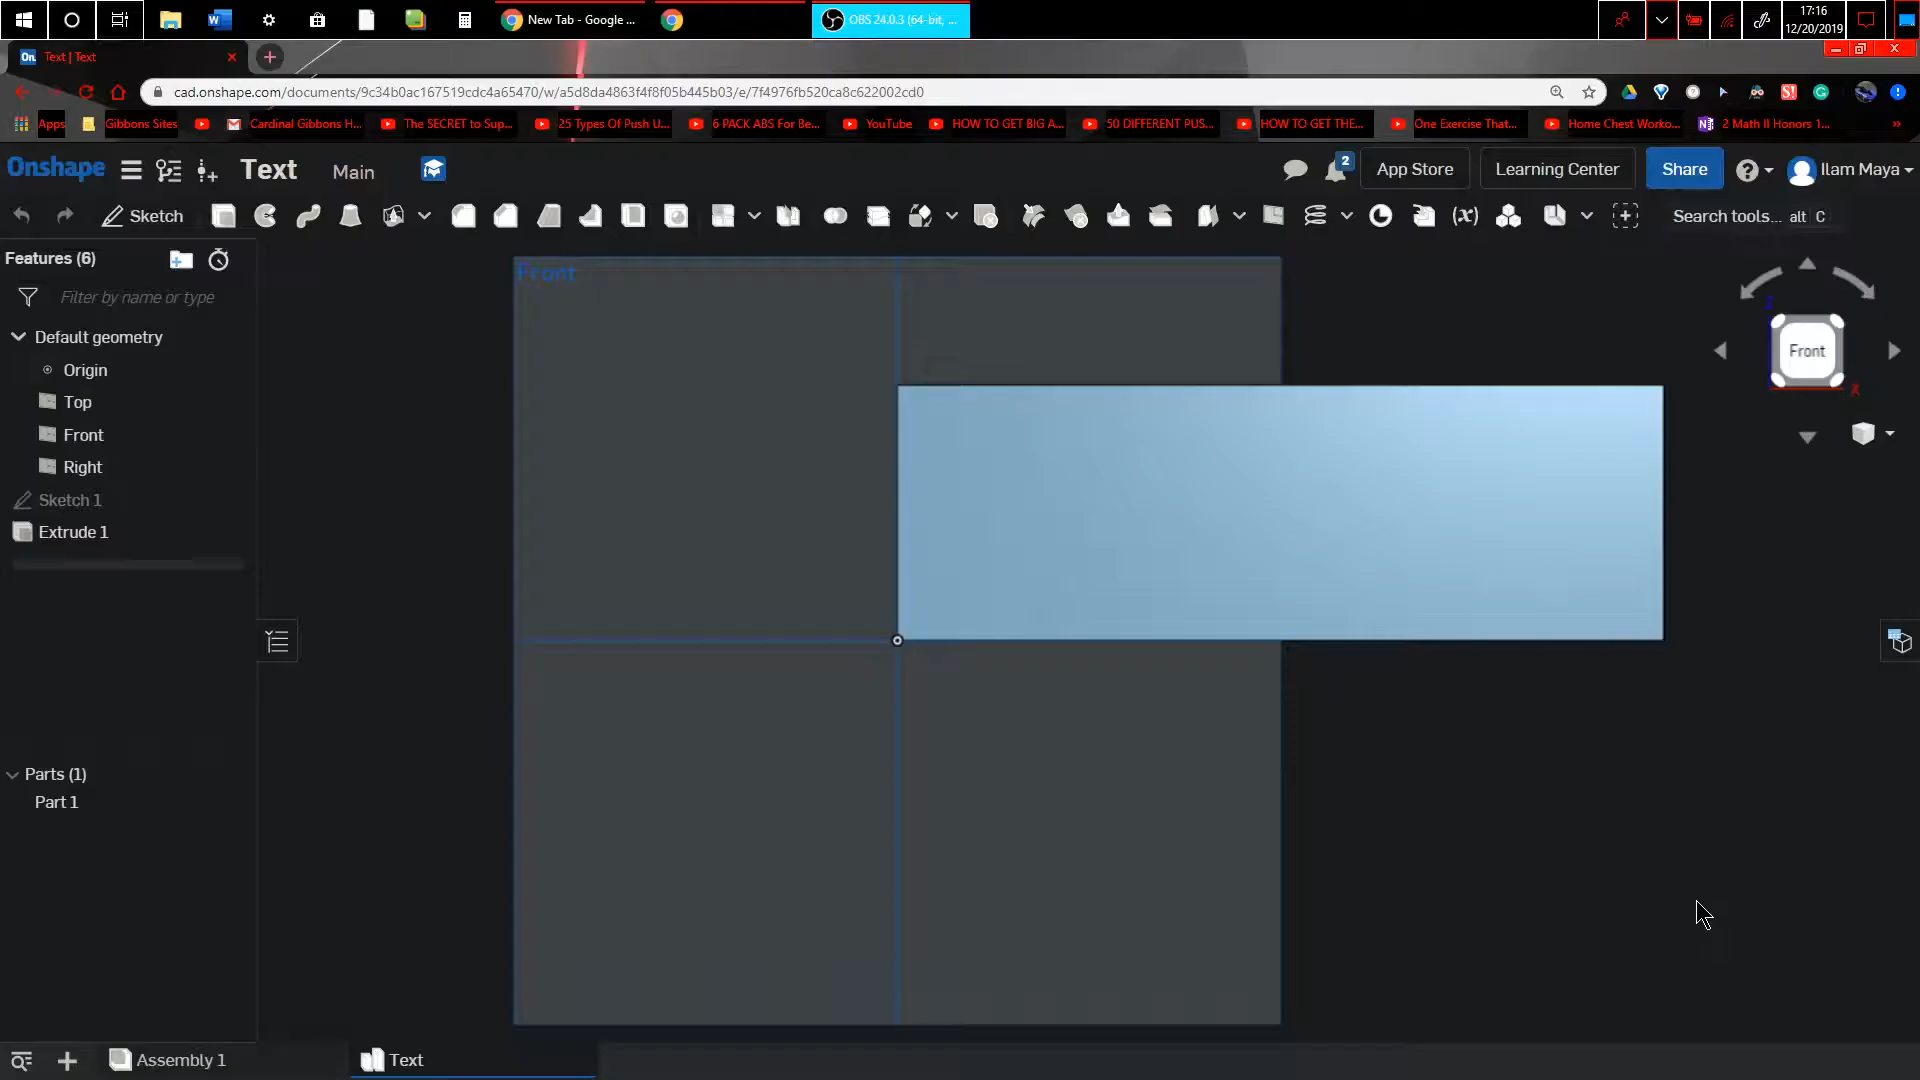 New Tab - Google ...
OBS 24.0.3 (64-bit, ...
17:16
12/20/2019
On Text | Text
cad.onshape.com/documents/9c34b0ac167519cdc4a65470/w/a5d8da4863f4f8f05b445b03/e/7f4976fb520ca8c622002cd0
Apps
Gibbons Sites
Cardinal Gibbons H...
The SECRET to Sup...
25 Types Of Push U...
6 PACK ABS For Be...
YouTube
HOW TO GET BIG A...
50 DIFFERENT PUS...
HOW TO GET THE...
One Exercise That...
Home Chest Worko...
2 Math II Honors 1...
»
Onshape
Text
Main
2
App Store
Learning Center
Share
Ilam Maya
Sketch
(x)
Search tools... alt C
Features (6)
Filter by name or type
Front
Default geometry
Origin
Top
Front
Right
Sketch 1
Extrude 1
Z
Front
X
Parts (1)
Part 1
Assembly 1
Text